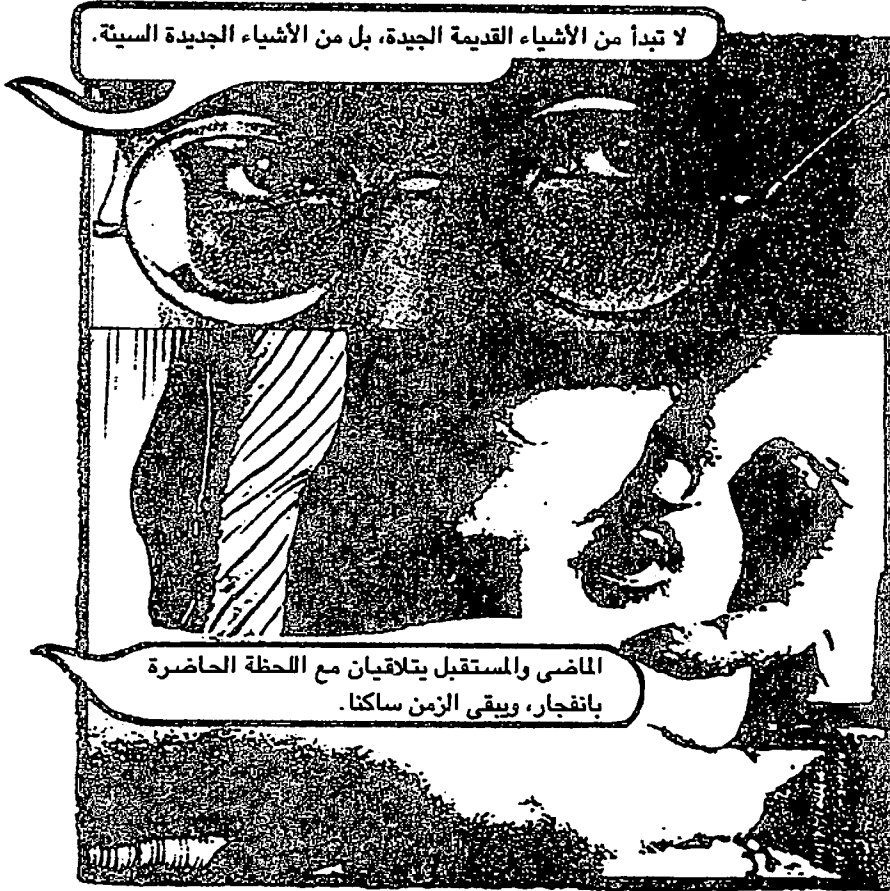 لا تبدأ من الأشياء القديمة الجيدة، بل من الأشياء الجديدة السيئة.
الماضى والمستقبل يتلاقيان مع اللحظة الحاضرة
بانفجار، ويبقى الزمن ساكنا.